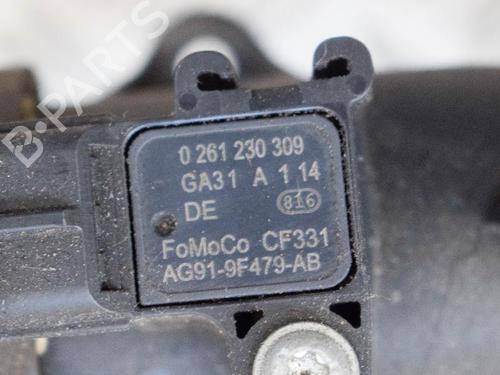 0 261 230 309
GA31 A 1 14
DE 816
FoMoCo CF331
AG91-9F479-AB
B-PARTS